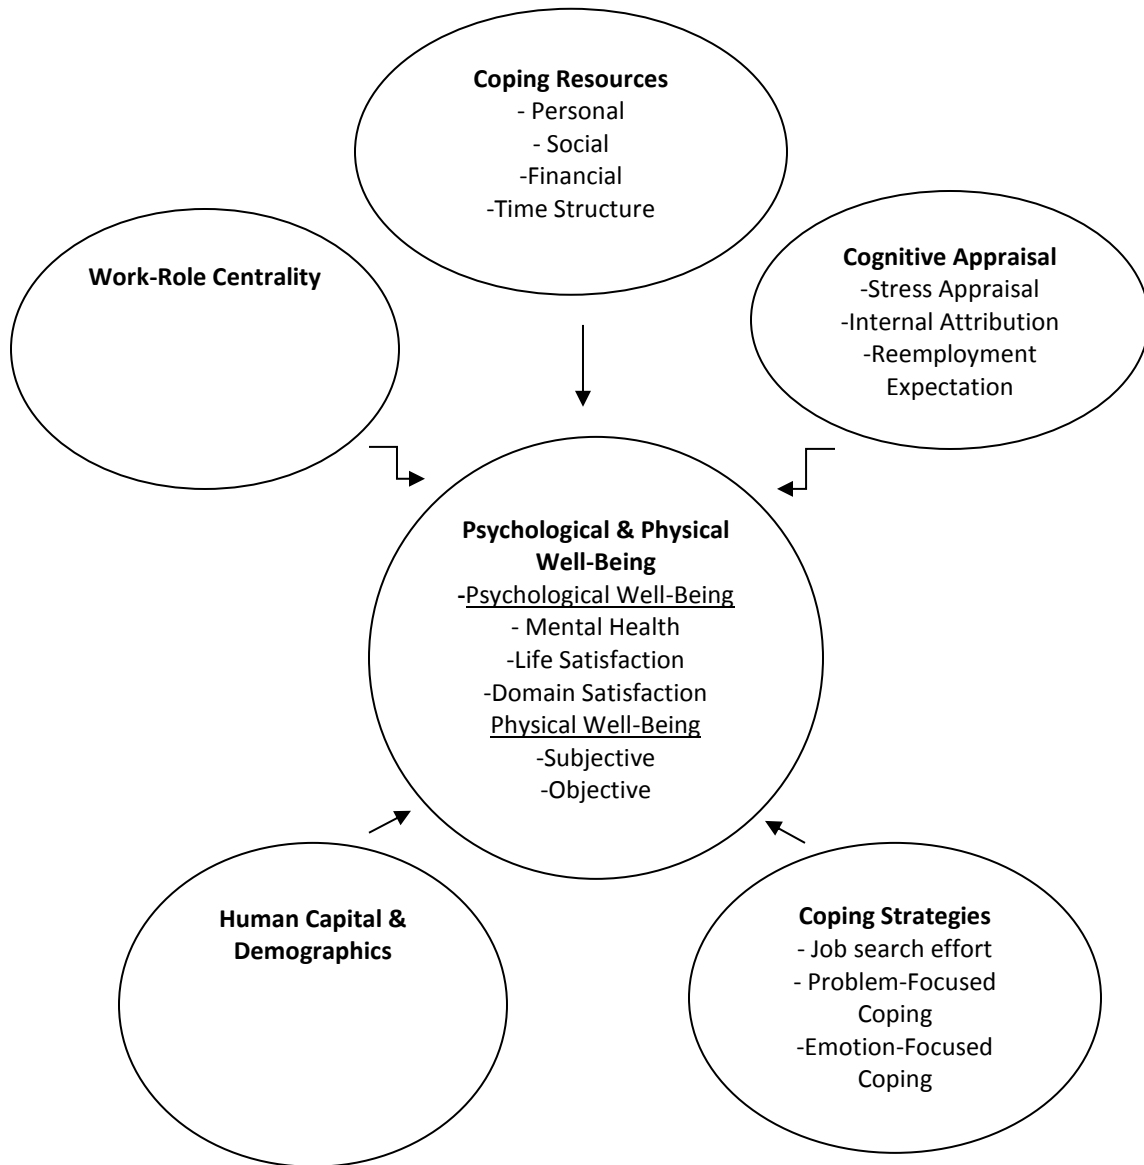 Coping Resources
- Personal
- Social
-Financial
-Time Structure
Work-Role Centrality
Cognitive Appraisal
-Stress Appraisal
-Internal Attribution
-Reemployment
Expectation
Psychological & Physical
Well-Being
-Psychological Well-Being
- Mental Health
-Life Satisfaction
-Domain Satisfaction
Physical Well-Being
-Subjective
-Objective
Human Capital &
Demographics
Coping Strategies
- Job search effort
- Problem-Focused
Coping
-Emotion-Focused
Coping